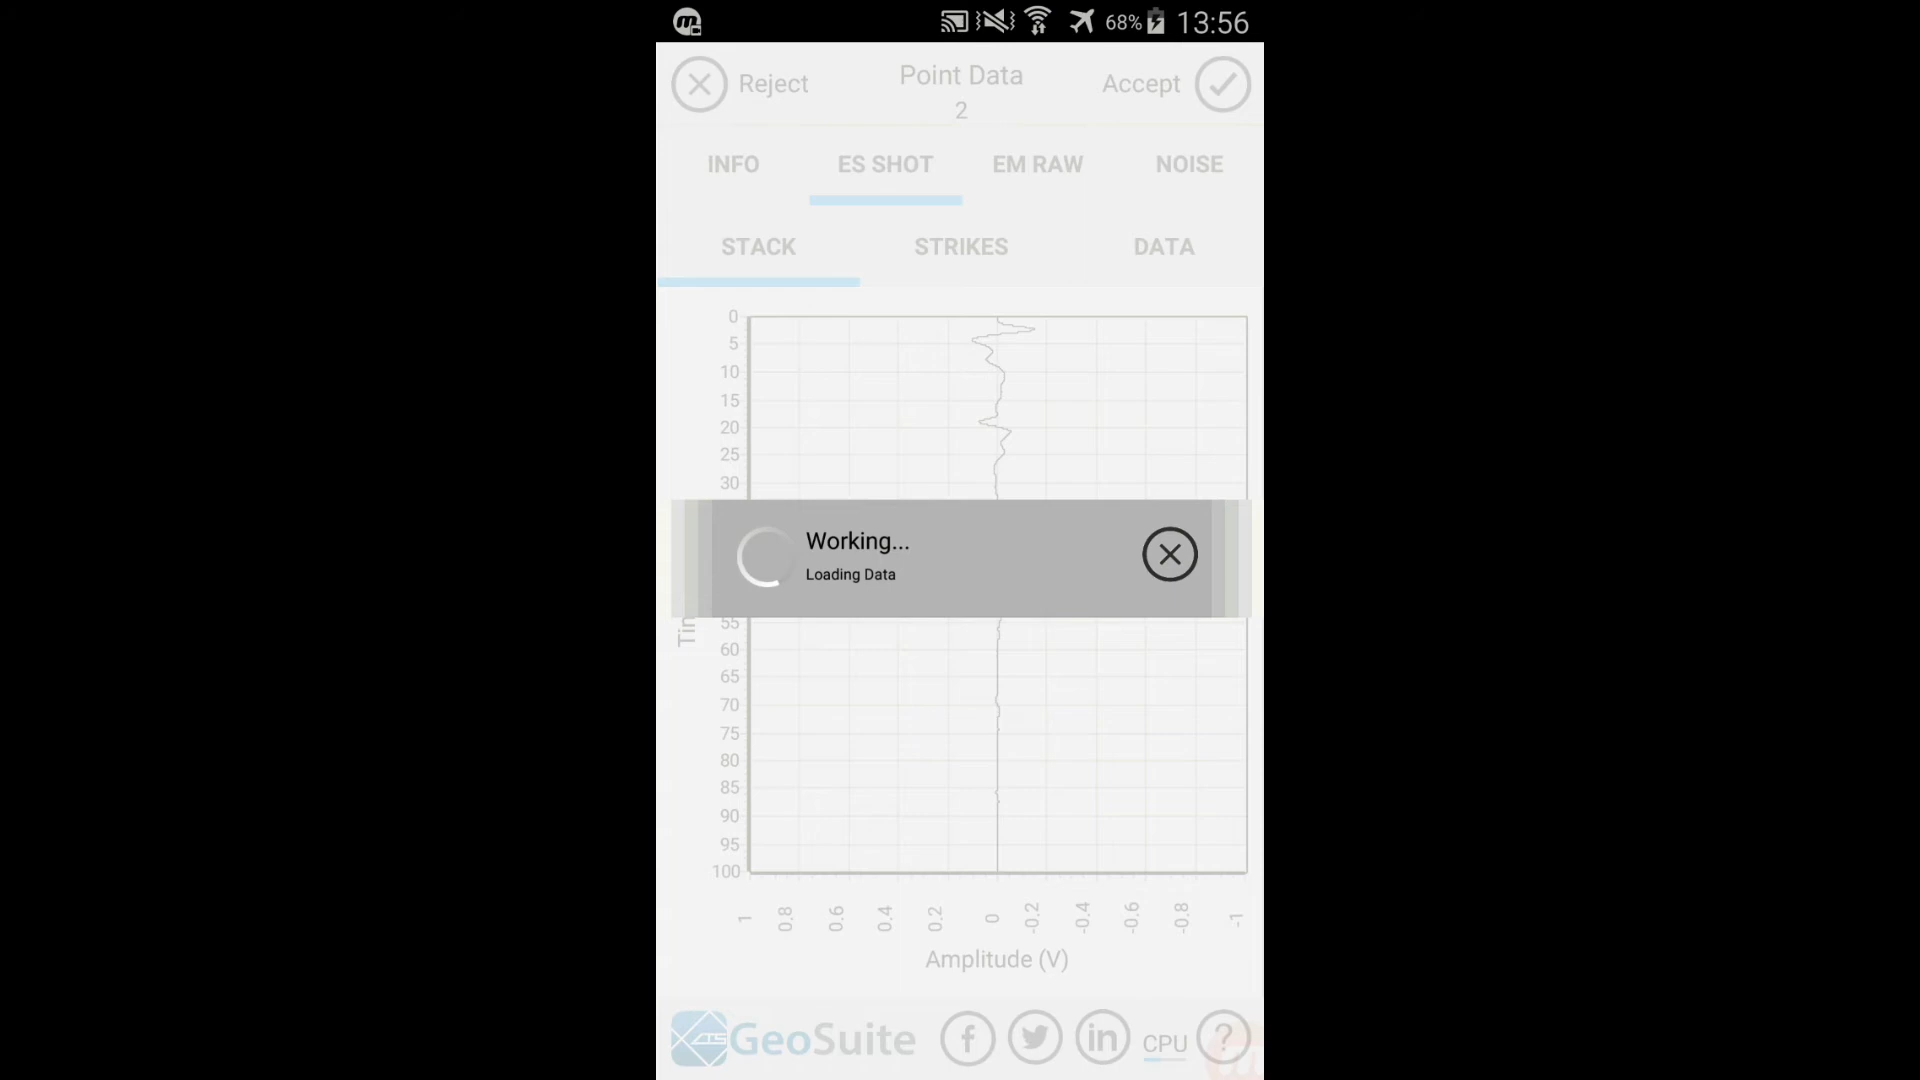 68% 13:56
Reject
Point Data
2
Accept
INFO
ES SHOT
EM RAW
NOISE
STACK
STRIKES
DATA
0
5
10
15
20
25
30
Working...
Loading Data
55
60
65
70
75
80
85
90
95
100
1
0.8
0.6
0.4
0.2
0
-0.2
-0.4
-0.6
-0.8
-1
Amplitude (V)
GeoSuite
f
in
CPU
?